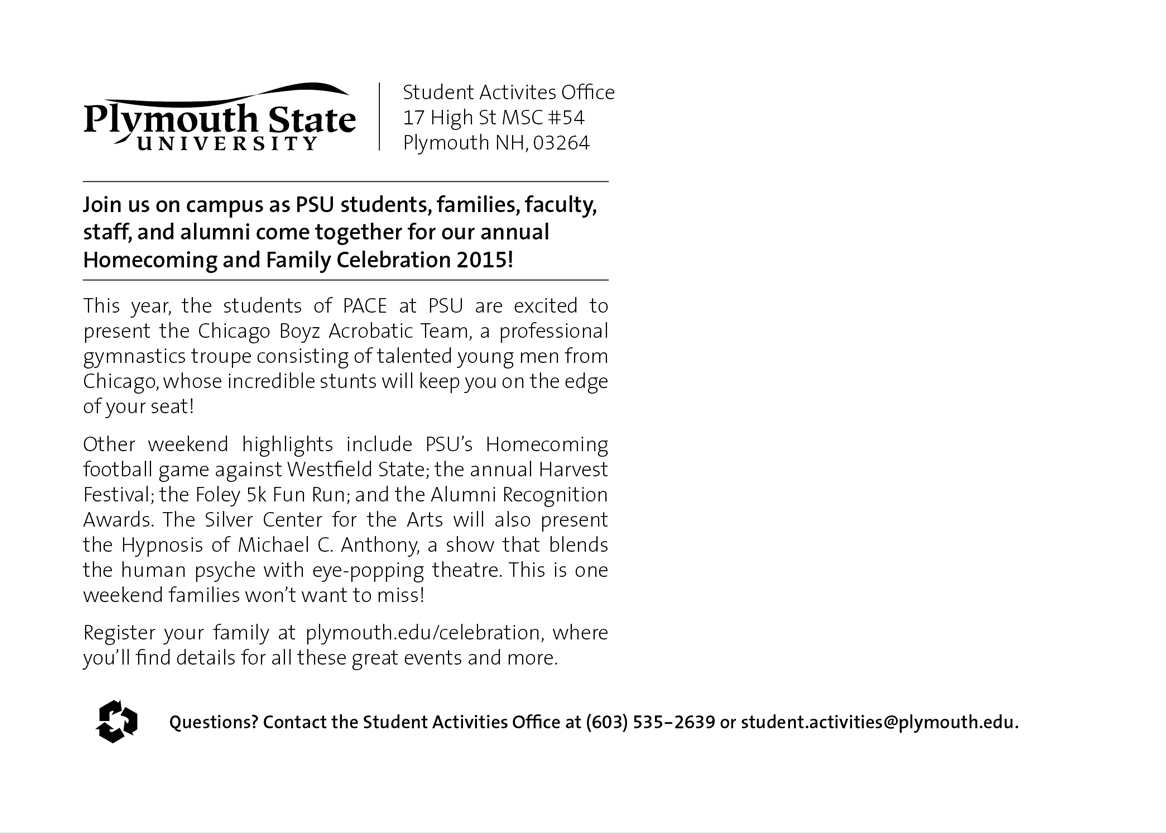 Plymouth State
UNIVERSITY
Student Activites Office
17 High St MSC #54
Plymouth NH, 03264
Join us on campus as PSU students, families, faculty,
staff, and alumni come together for our annual
Homecoming and Family Celebration 2015!
This year, the students of PACE at PSU are excited to
present the Chicago Boyz Acrobatic Team, a professional
gymnastics troupe consisting of talented young men from
Chicago, whose incredible stunts will keep you on the edge
of your seat!
Other weekend highlights include PSU’s Homecoming
football game against Westfield State; the annual Harvest
Festival; the Foley 5k Fun Run; and the Alumni Recognition
Awards. The Silver Center for the Arts will also present
the Hypnosis of Michael C. Anthony, a show that blends
the human psyche with eye-popping theatre. This is one
weekend families won’t want to miss!
Register your family at plymouth.edu/celebration, where
you’ll find details for all these great events and more.
Questions? Contact the Student Activities Office at (603) 535–2639 or student.activities@plymouth.edu.